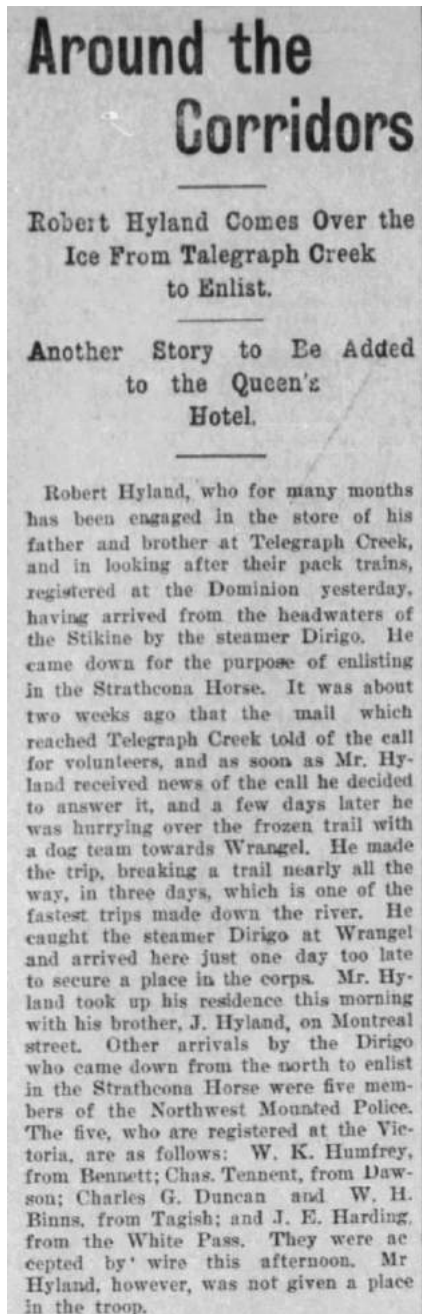 Around the
Corridors
Robert Hyland Comes Over the
Ice From Talegraph Creek
to Enlist.
Another Story to Be Added
to the Queen's
Hotel.
Robert Hyland, who for many months
has been engaged in the store of his
father and brother at Telegraph Creek,
and in looking after their pack trains,
registered at the Dominion yesterday,
having arrived from the headwaters of
the Stikine by the steamer Dirigo. He
came down for the purpose of enlisting
in the Strathcona Horse. It was about
two weeks ago that the mail which
reached Telegraph Creek told of the call
for volunteers, and as soon as Mr. Hy-
land received news of the call he decided
to answer it, and a few days later he
was hurrying over the frozen trail with
a dog team towards Wrangel. He made
the trip, breaking a trail nearly all the
way, in three days, which is one of the
fastest trips made down the river. He
caught the steamer Dirigo at Wrangel
and arrived here just one day too late
to secure a place in the corps. Mr. Hy-
land took up his residence this morning
with his brother, J. Hyland, on Montreal
street. Other arrivals by the Dirigo
who came down from the north to enlist
in the Strathcona Horse were five mem-
bers of the Northwest Mounted Police.
The five, who are registered at the Vic-
toria, are as follows: W. K. Humfrey,
from Bennett; Chas. Tennent, from Daw-
son; Charles G. Duncan and W. H.
Binns, from Tagish; and J. E. Harding,
from the White Pass. They were ac
cepted by wire this afternoon. Mr
Hyland, however, was not given a place
in the troop.